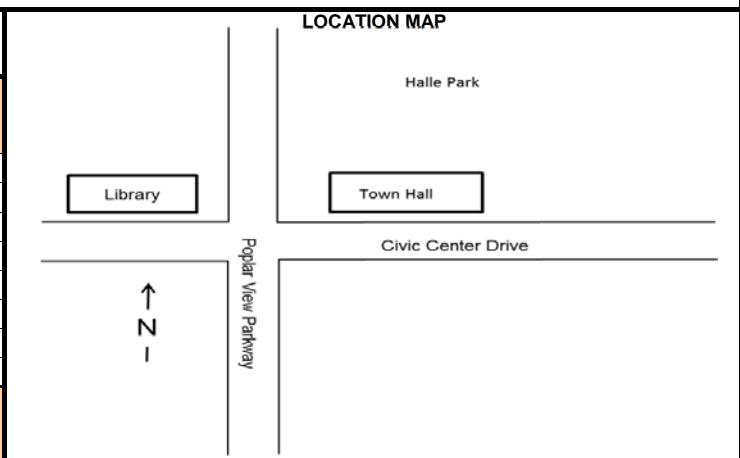 LOCATION MAP
Halle Park
Library
Town Hall
Civic Center Drive
Poplar View Parkway
N